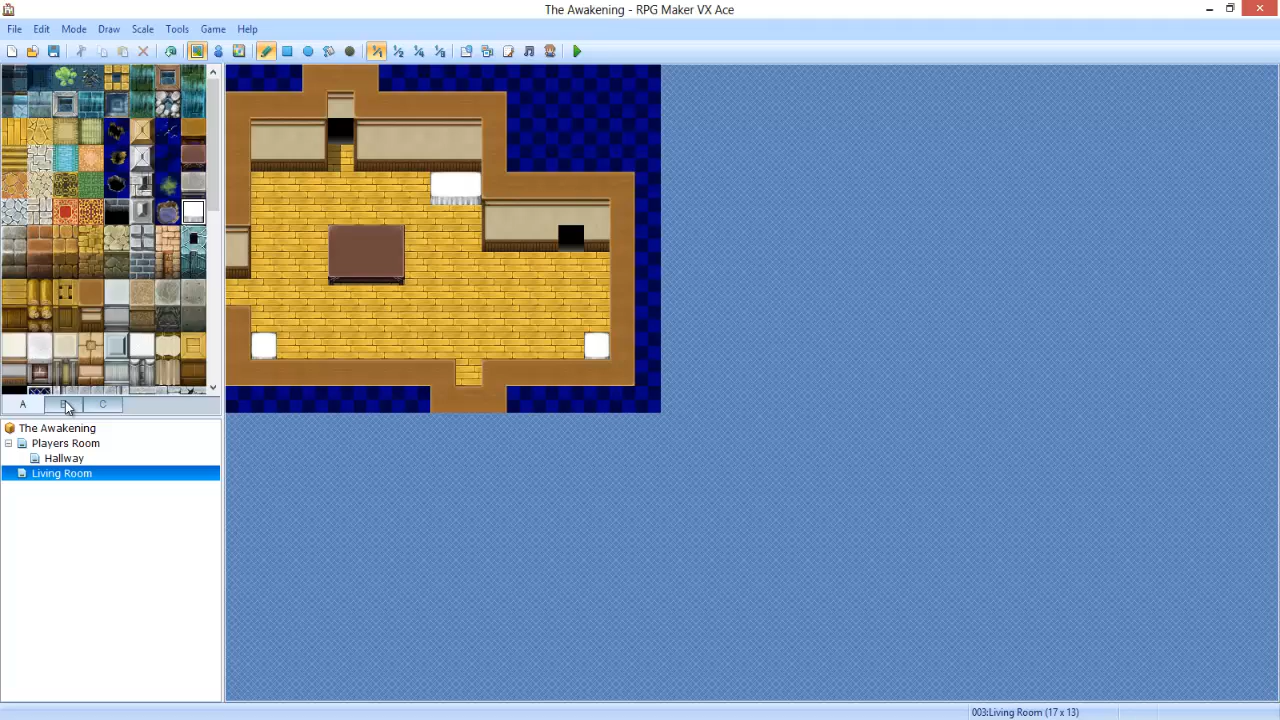 The Awakening - RPG Maker VX Ace
File Edit Mode Draw Scale Tools Game Help
A B C
The Awakening
Players Room
Hallway
Living Room
003:Living Room (17 x 13)